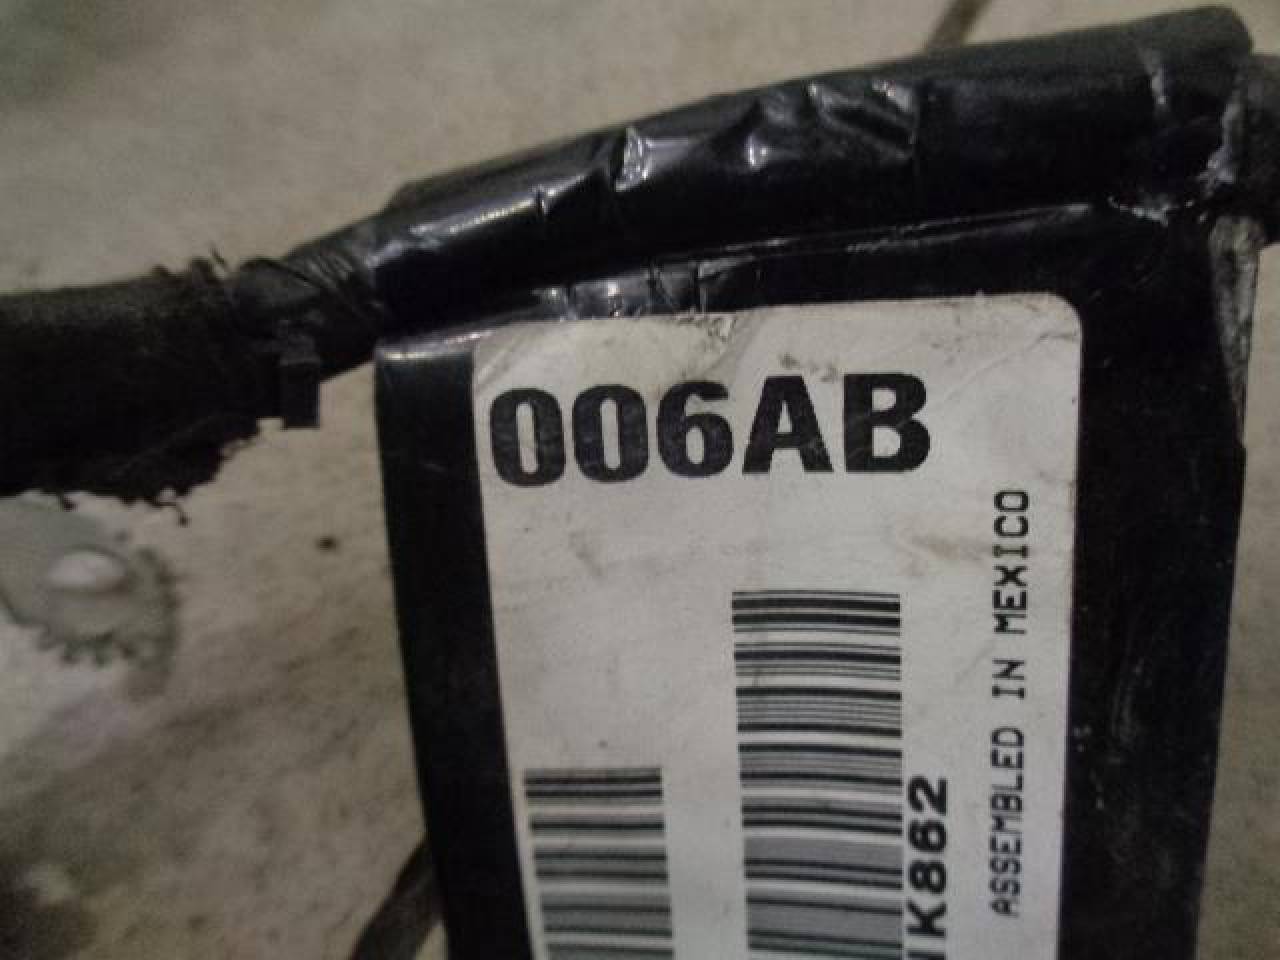 006AB
K862
ASSEMBLED IN MEXICO